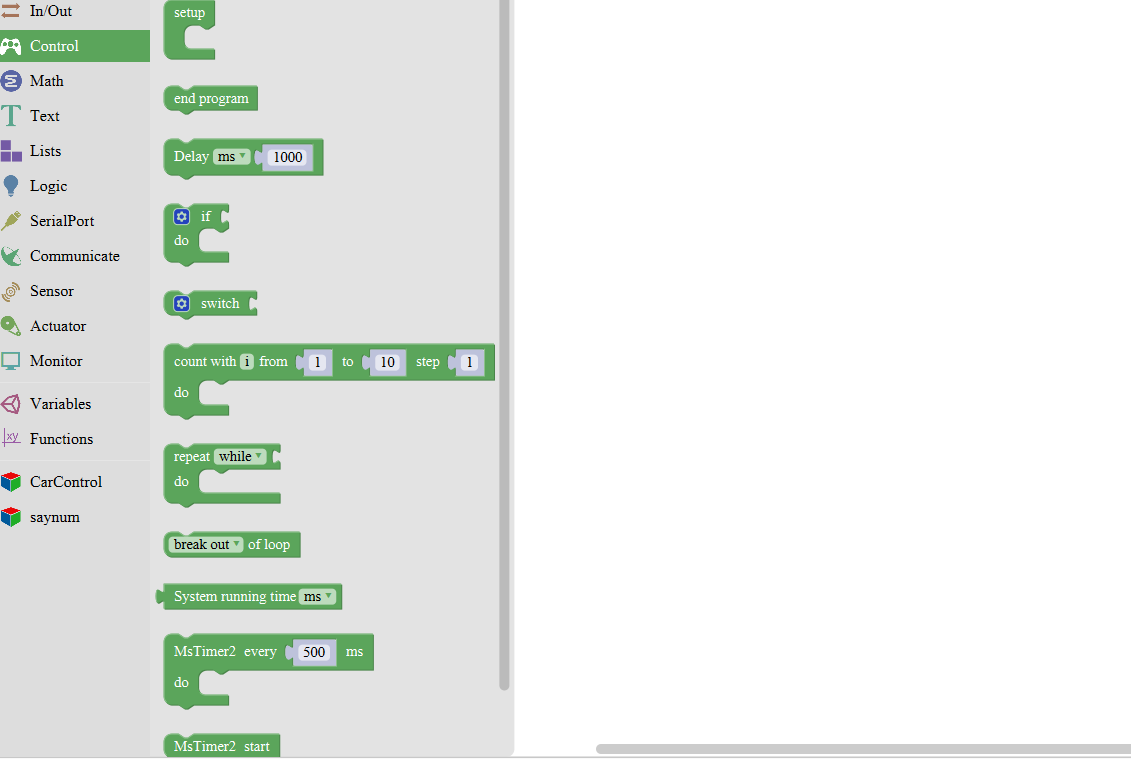 In/Out
Control
Math
Text
Lists
Logic
SerialPort
Communicate
Sensor
Actuator
Monitor
Variables
xy
Functions
CarControl
saynum
setup
end program
Delay ms 1000
if
do
switch
count with i from 1 to 10 step 1
do
repeat while
do
break out of loop
System running time ms
MsTimer2 every 500 ms
do
MsTimer2 start